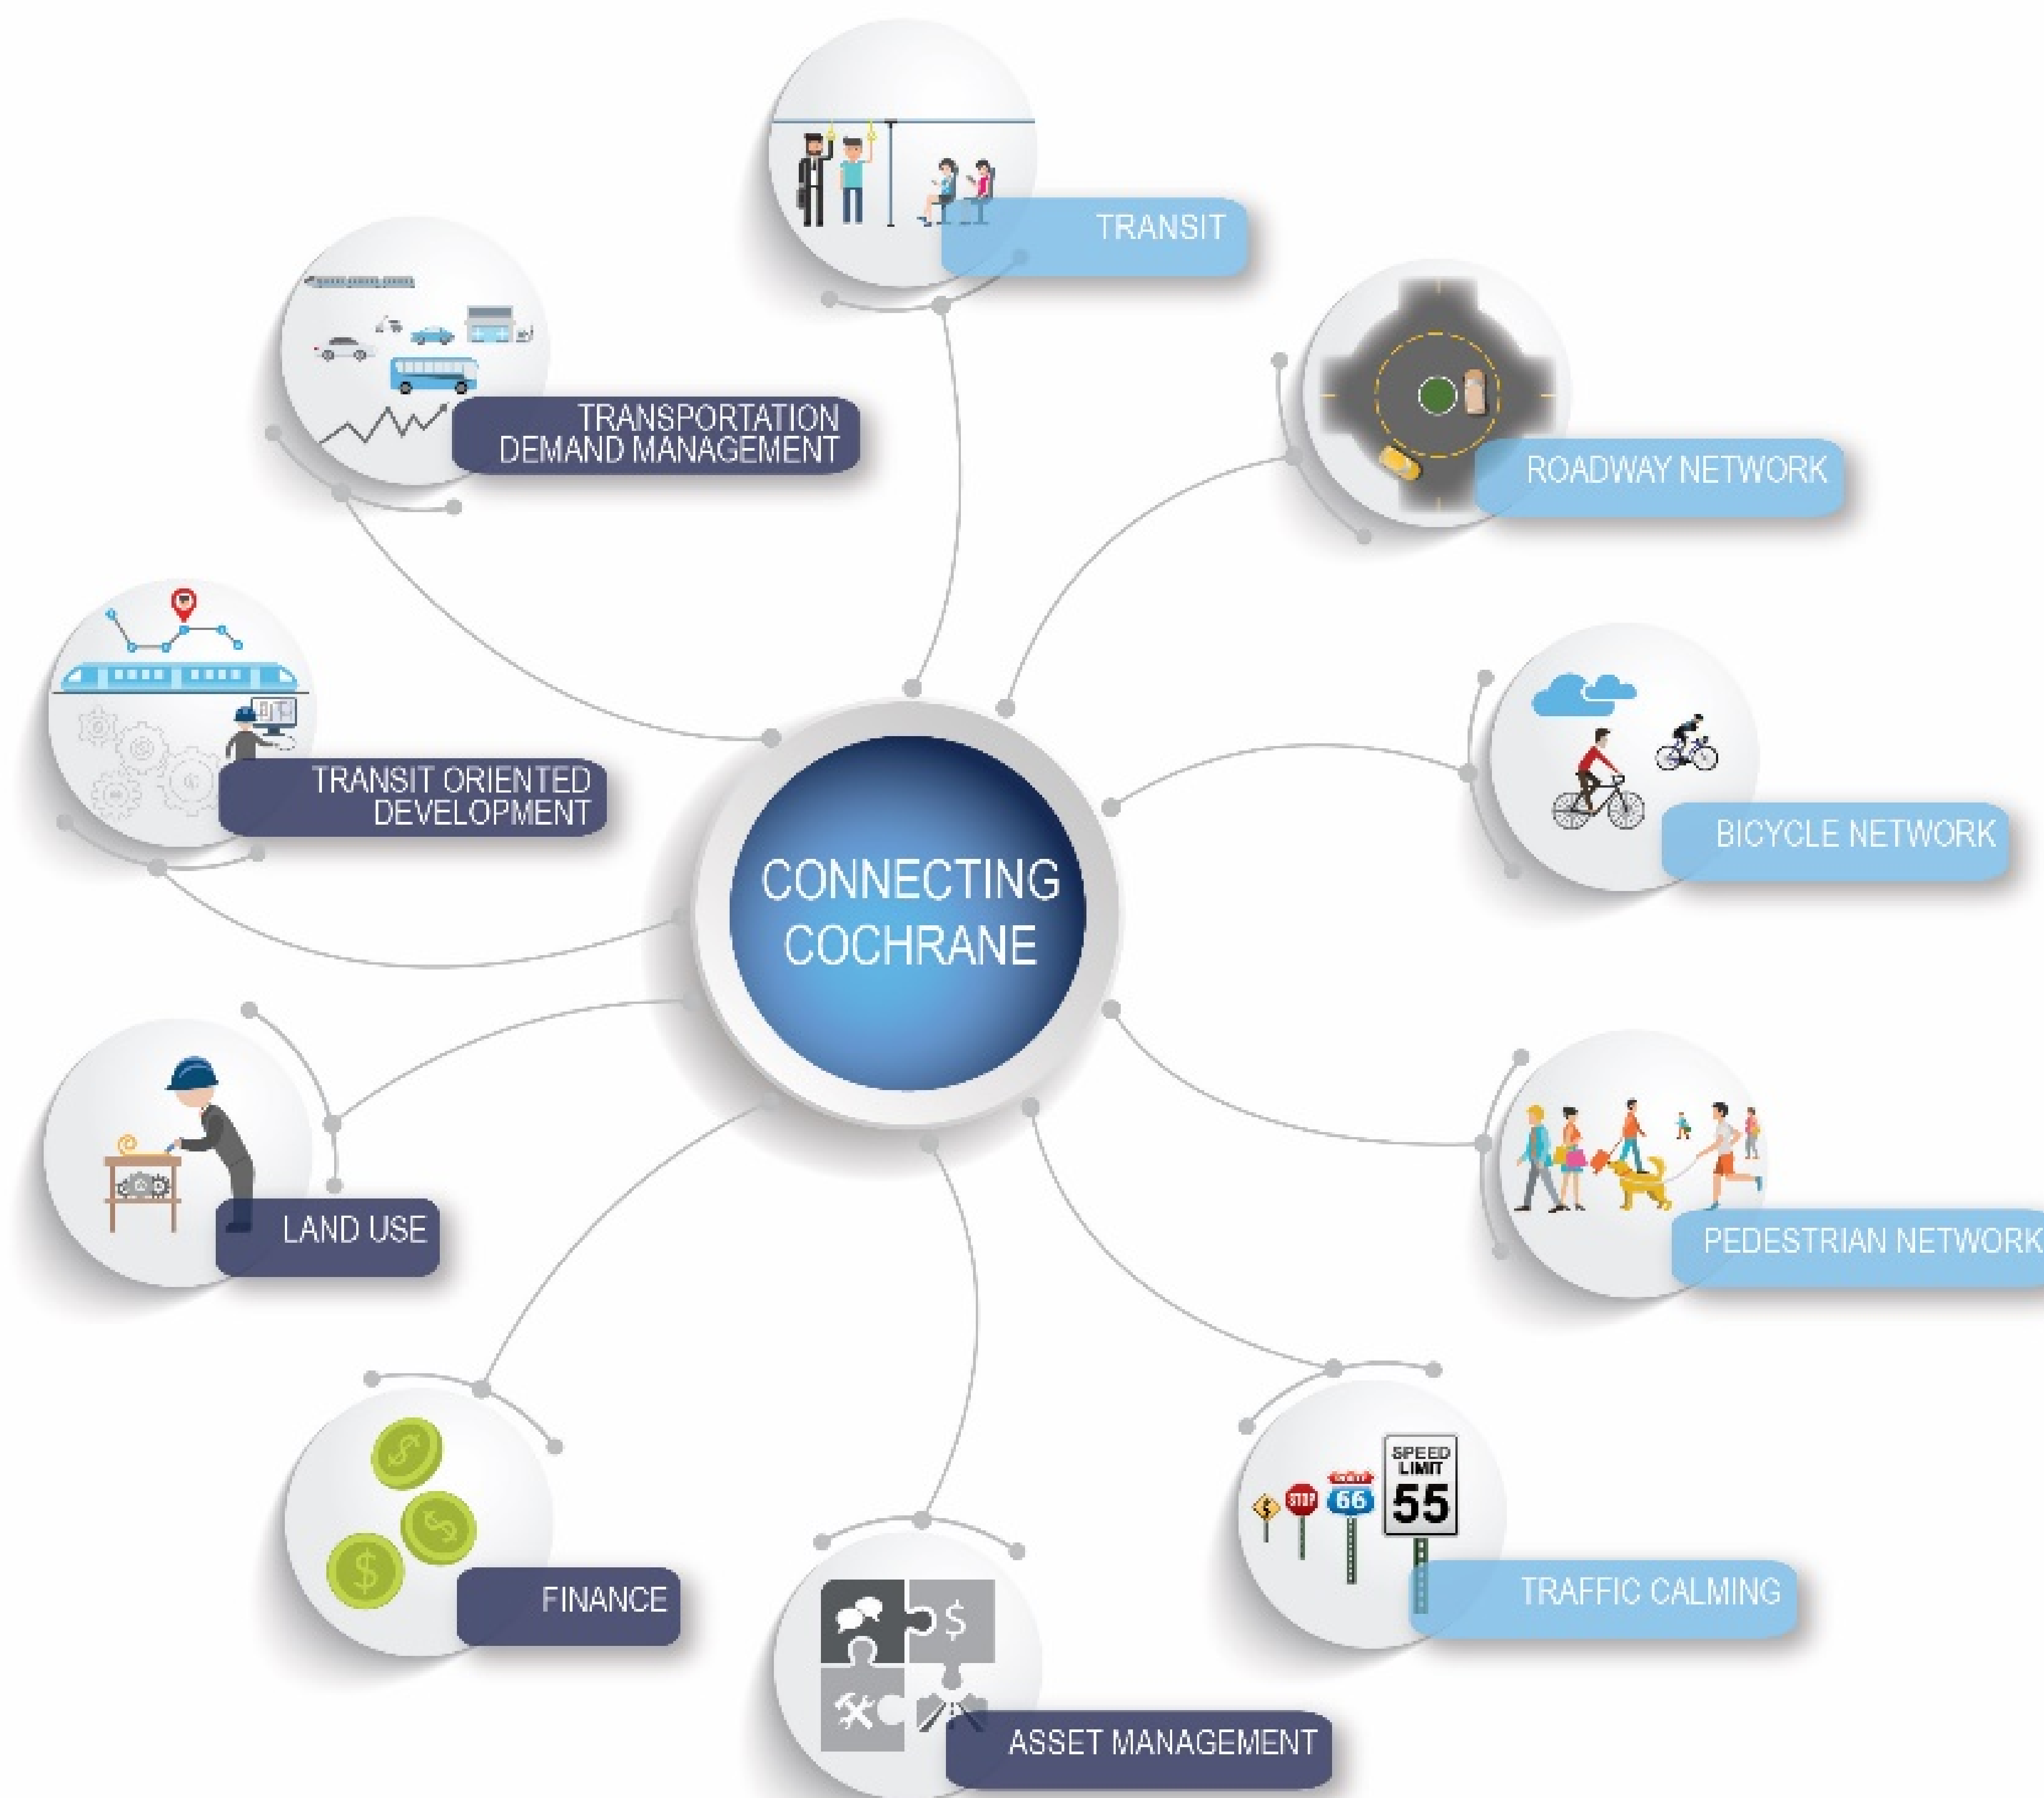 TRANSIT
TRANSPORTATION
DEMAND MANAGEMENT
ROADWAY NETWORK
TRANSIT ORIENTED
DEVELOPMENT
BICYCLE NETWORK
CONNECTING
COCHRANE
LAND USE
PEDESTRIAN NETWORK
SPEED
LIMIT
55
STOP
66
$
TRAFFIC CALMING
$
$
$
FINANCE
$
ASSET MANAGEMENT